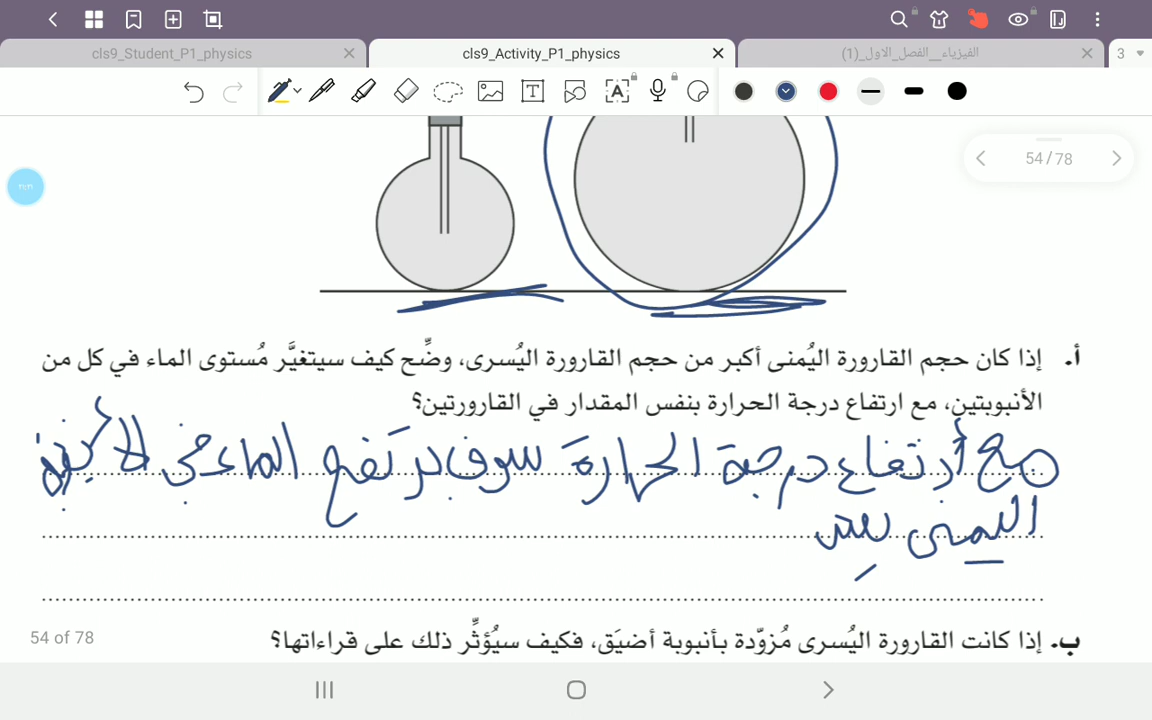 cls9_Student_P1_physics
cls9_Activity_P1_physics
الفيزياء_الفصل_الاول_(1)
3
54/78
أ. إذا كان حجم القارورة اليُمنى أكبر من حجم القارورة اليُسرى، وضِّح كيف سيتغيَّر مُستوى الماء في كل من
الأنبوبتين، مع ارتفاع درجة الحرارة بنفس المقدار في القارورتين؟
مع أرتفاع درجة الحرارة سوف يرتفع الماء في
اليمنى
ب. إذا كانت القارورة اليُسرى مُزوّدة بأنبوبة أضيَق، فكيف سيُؤثِّر ذلك على قراءاتها؟
54 of 78